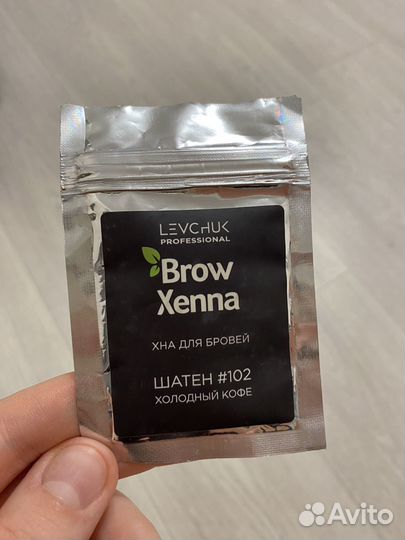 LEVCHUK
PROFESSIONAL
Brow
Xenna
ХНА ДЛЯ БРОВЕЙ
ШАТЕН #102
ХОЛОДНЫЙ КОФЕ
Avito